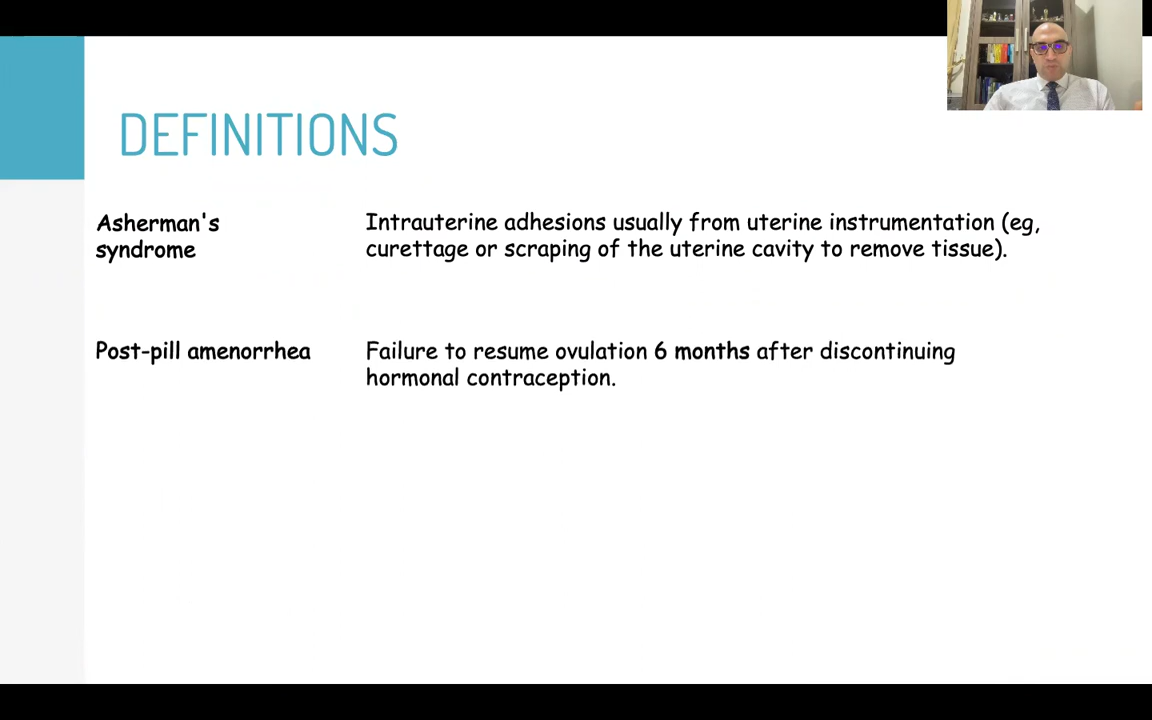 DEFINITIONS
Asherman's
syndrome
Intrauterine adhesions usually from uterine instrumentation (eg,
curettage or scraping of the uterine cavity to remove tissue).
Post-pill amenorrhea
Failure to resume ovulation 6 months after discontinuing
hormonal contraception.